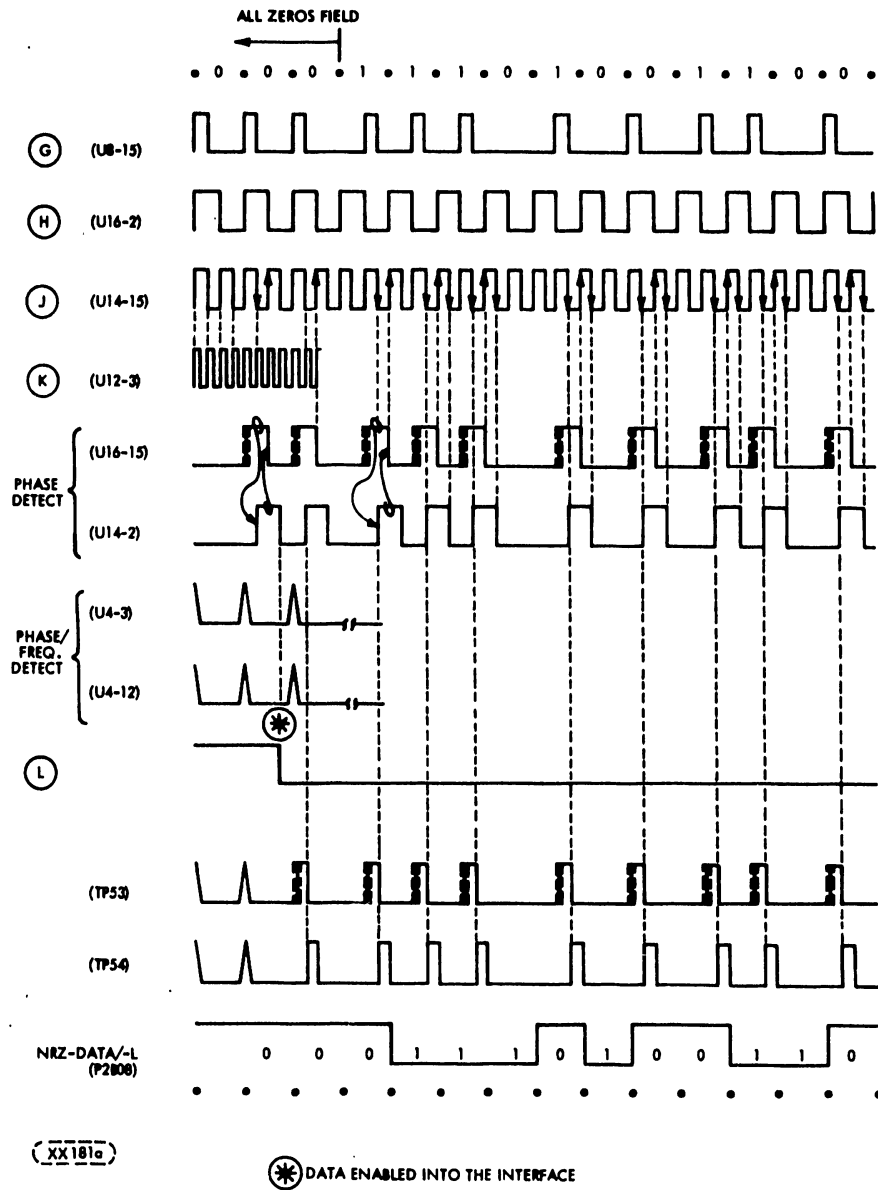 ALL ZEROS FIELD
• 0 • 0 • 0 • 1 • 1 • 1 • 0 • 1 • 0 • 0 • 1 • 1 • 0 • 0 •
G (U8-15)
H (U16-2)
J (U14-15)
K (U12-3)
PHASE DETECT
(U16-15)
(U14-2)
PHASE/ FREQ. DETECT
(U4-3)
(U4-12)
L
(TP53)
(TP54)
NRZ-DATA/-L
(P2B08)
0 0 0 1 1 1 0 1 0 0 1 1 0
XX181a
DATA ENABLED INTO THE INTERFACE